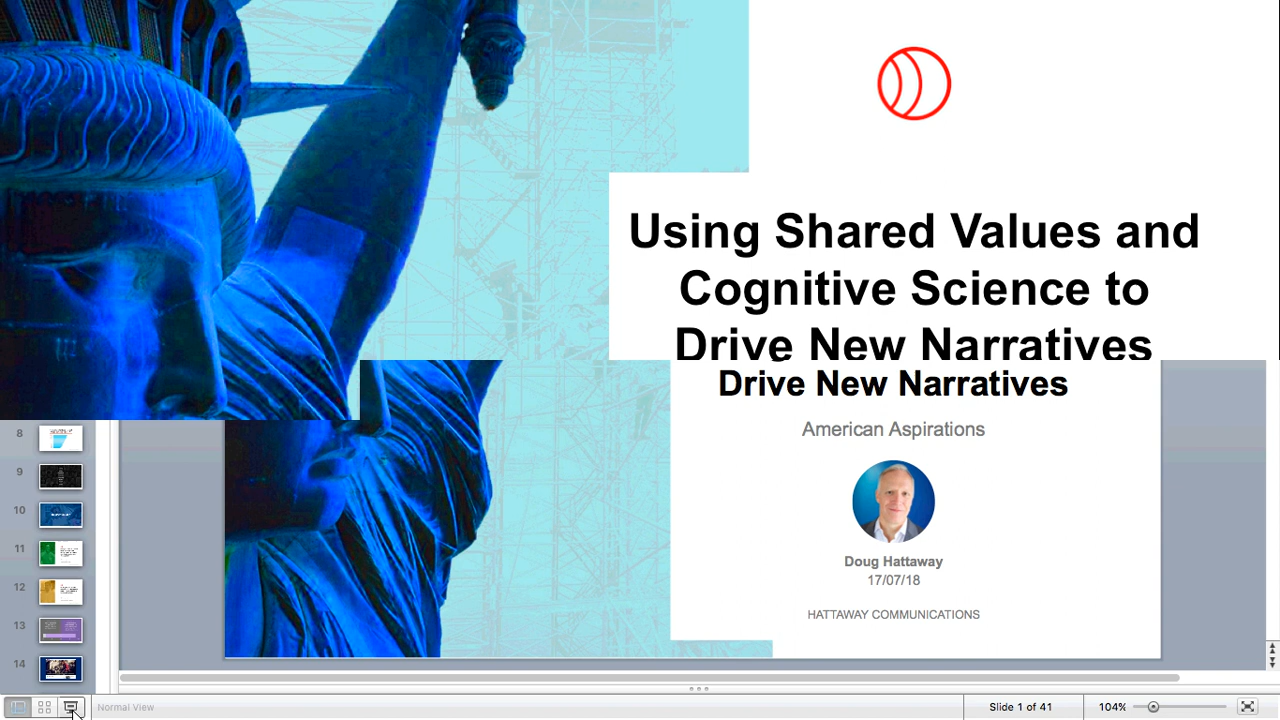 Using Shared Values and
Cognitive Science to
Drive New Narratives
Drive New Narratives
American Aspirations
Doug Hattaway
17/07/18
HATTAWAY COMMUNICATIONS
8
9
10
11
12
13
14
Normal View
Slide 1 of 41
104%